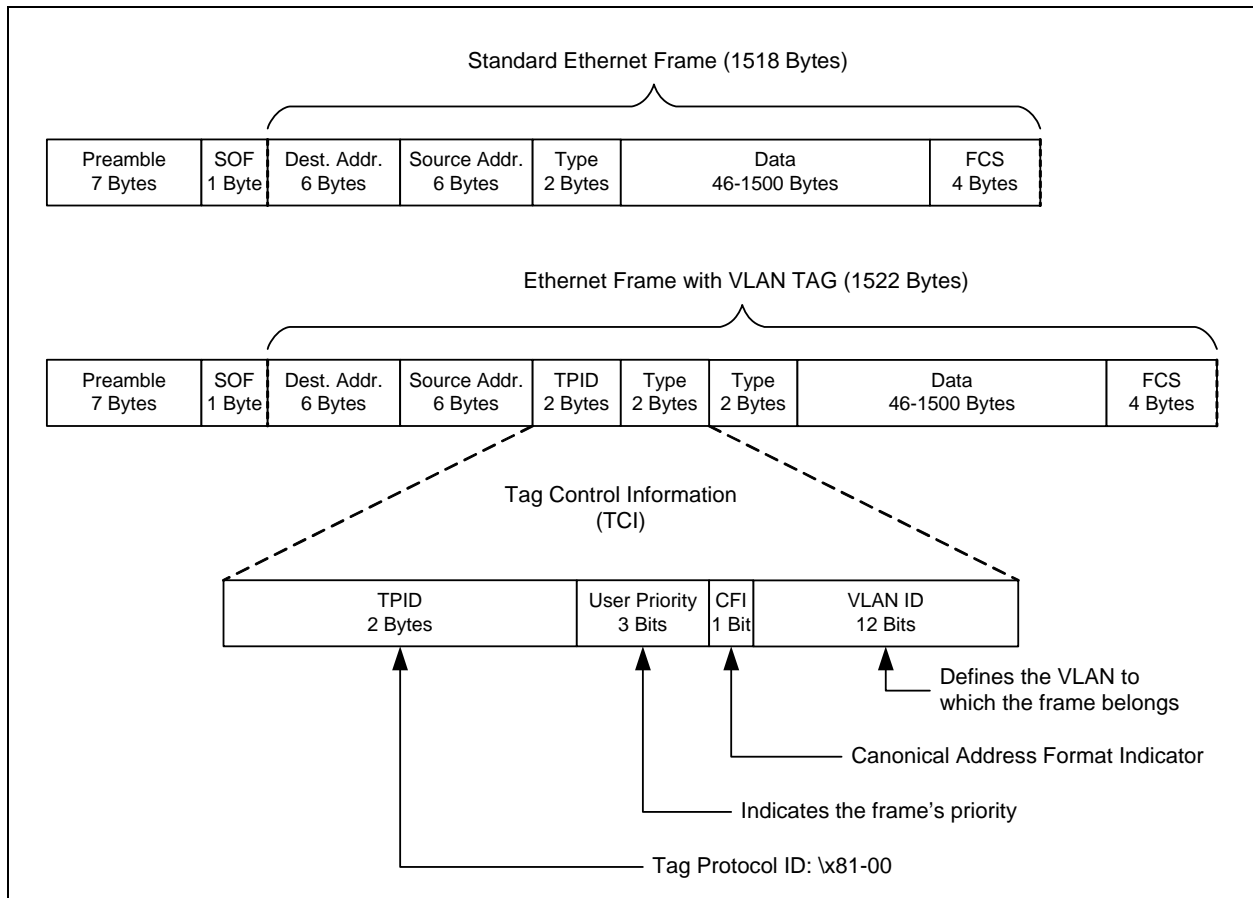 Standard Ethernet Frame (1518 Bytes)
Preamble
7 Bytes
SOF
1 Byte
Dest. Addr.
6 Bytes
Source Addr.
6 Bytes
Type
2 Bytes
Data
46-1500 Bytes
FCS
4 Bytes
Ethernet Frame with VLAN TAG (1522 Bytes)
Preamble
7 Bytes
SOF
1 Byte
Dest. Addr.
6 Bytes
Source Addr.
6 Bytes
TPID
2 Bytes
Type
2 Bytes
Type
2 Bytes
Data
46-1500 Bytes
FCS
4 Bytes
Tag Control Information
(TCI)
TPID
2 Bytes
User Priority
3 Bits
CFI
1 Bit
VLAN ID
12 Bits
Defines the VLAN to
which the frame belongs
Canonical Address Format Indicator
Indicates the frame's priority
Tag Protocol ID: \x81-00